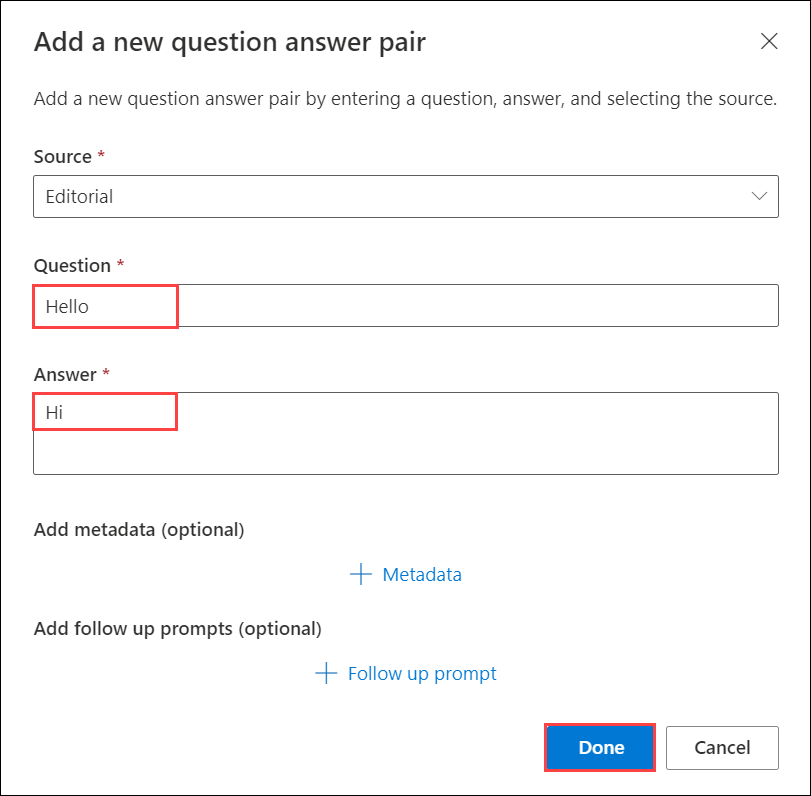 Add a new question answer pair
Add a new question answer pair by entering a question, answer, and selecting the source.
Source *
Editorial
Question *
Hello
Answer *
Hi
Add metadata (optional)
Metadata
Add follow up prompts (optional)
Follow up prompt
Done Cancel